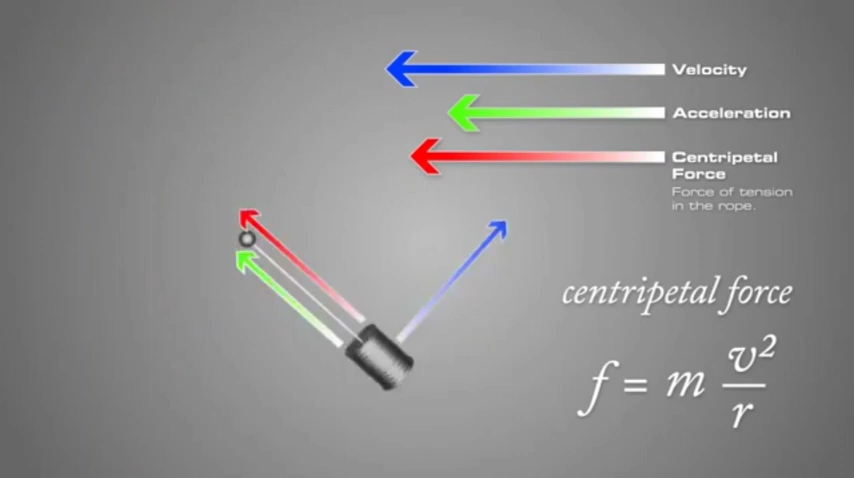 Velocity
Acceleration
Centripetal
Force
Force of tension
in the rope.
centripetal force
f = m v²/r